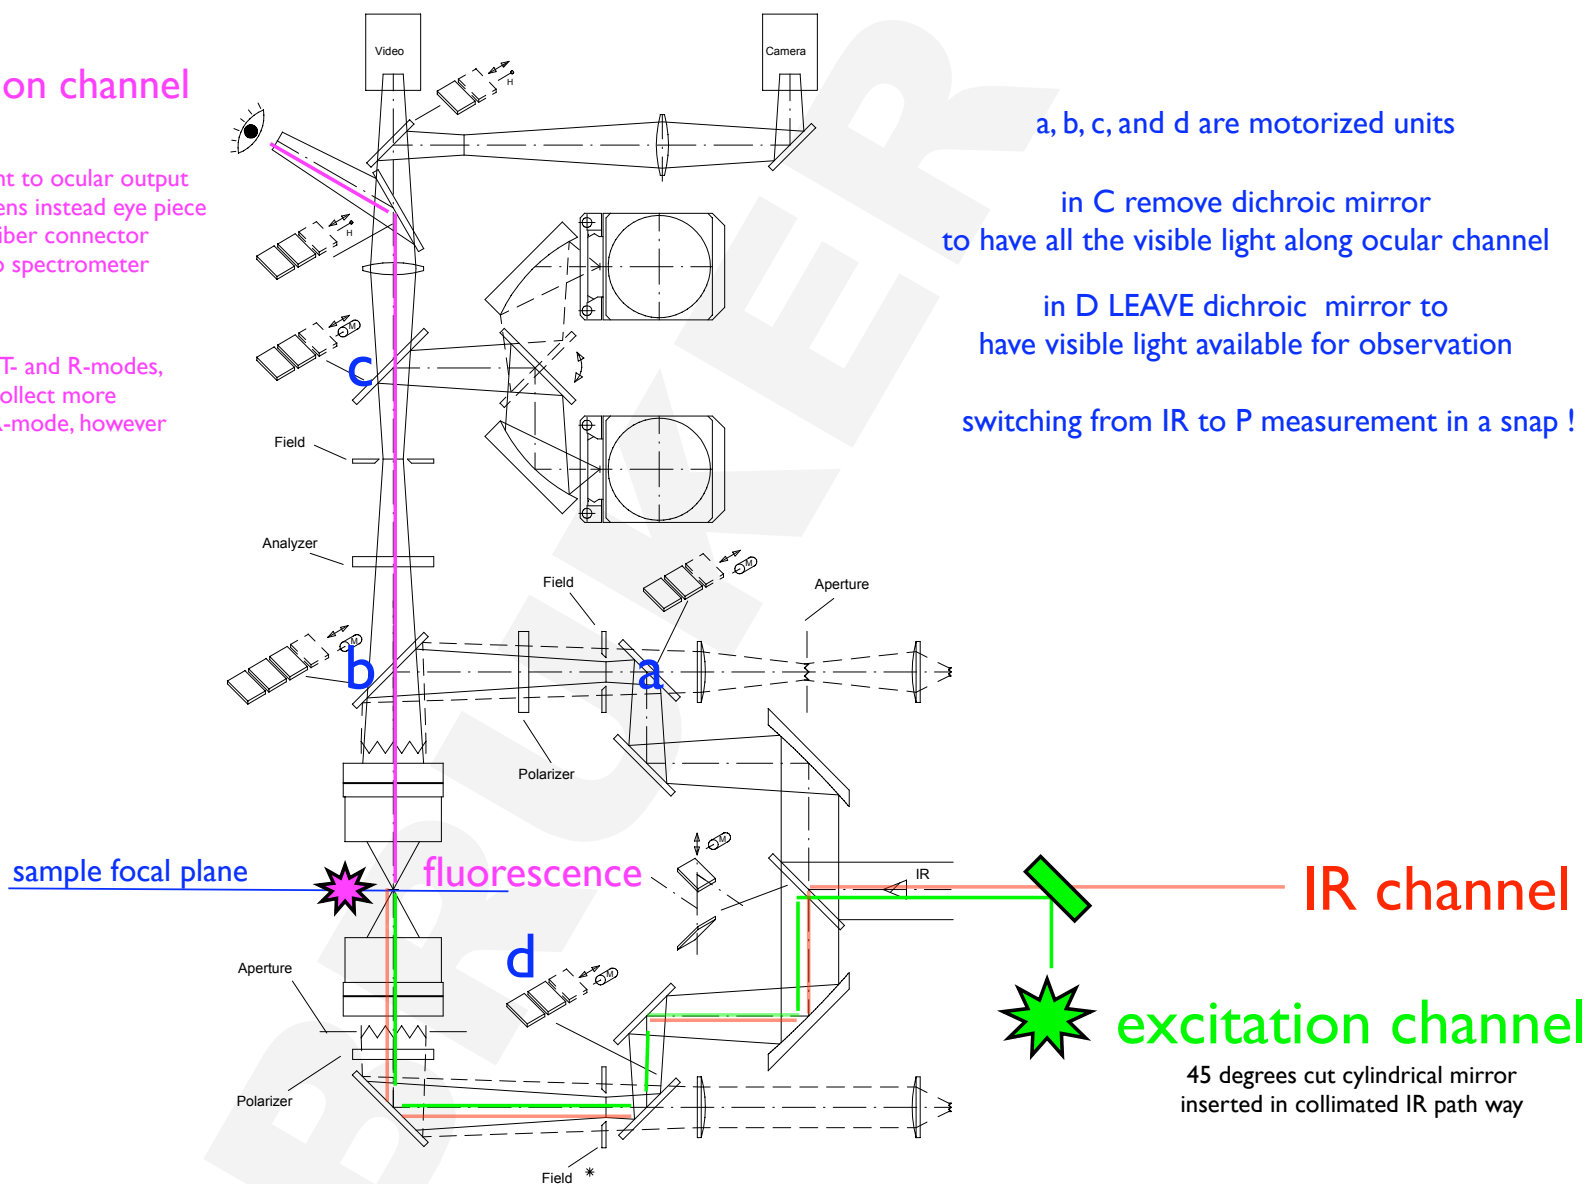 Video
Camera
H
on channel
a, b, c, and d are motorized units
nt to ocular output
ens instead eye piece
iber connector
o spectrometer
H
in C remove dichroic mirror
to have all the visible light along ocular channel
in D LEAVE dichroic mirror to
have visible light available for observation
M
c
T- and R-modes,
ollect more
R-mode, however
switching from IR to P measurement in a snap !
Field
Analyzer
Field
M
Aperture
M
b
a
Polarizer
M
sample focal plane
fluorescence
IR
IR channel
d
M
Aperture
excitation channel
45 degrees cut cylindrical mirror
inserted in collimated IR path way
Polarizer
Field *
BRUKER